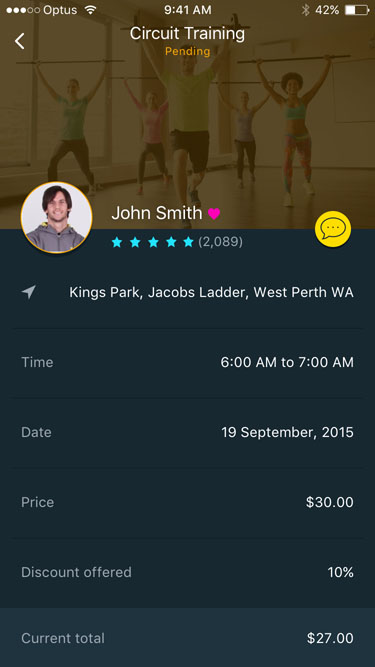 Optus 9:41 AM 42%
Circuit Training
Pending
John Smith
(2,089)
Kings Park, Jacobs Ladder, West Perth WA
Time 6:00 AM to 7:00 AM
Date 19 September, 2015
Price $30.00
Discount offered 10%
Current total $27.00